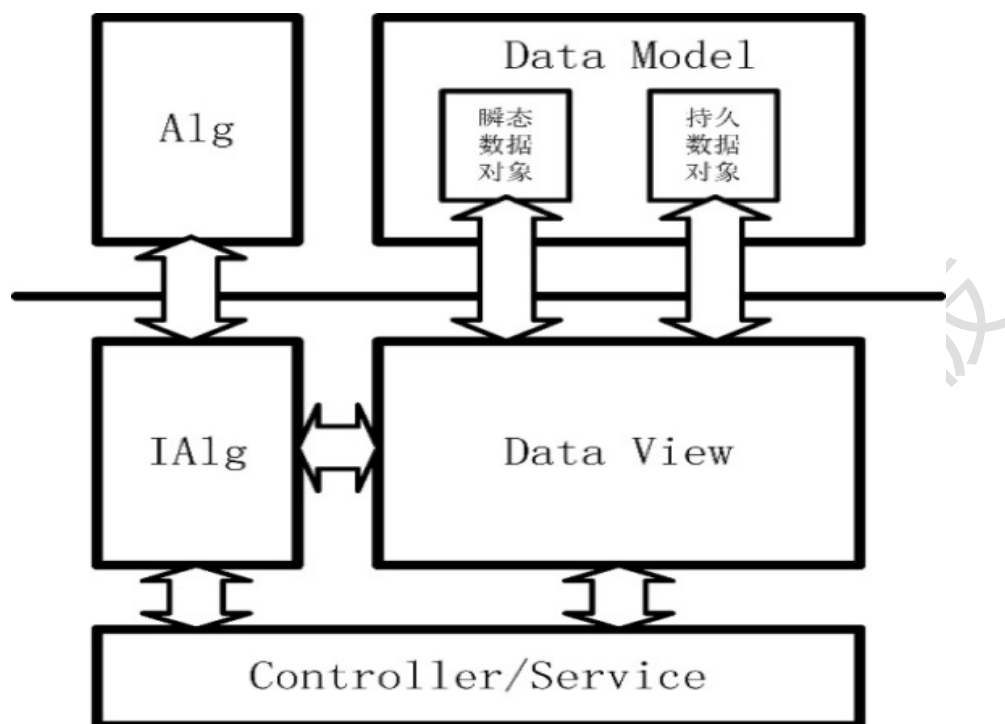 Data Model
Alg
瞬态
数据
对象
持久
数据
对象
IAlg
Data View
Controller/Service